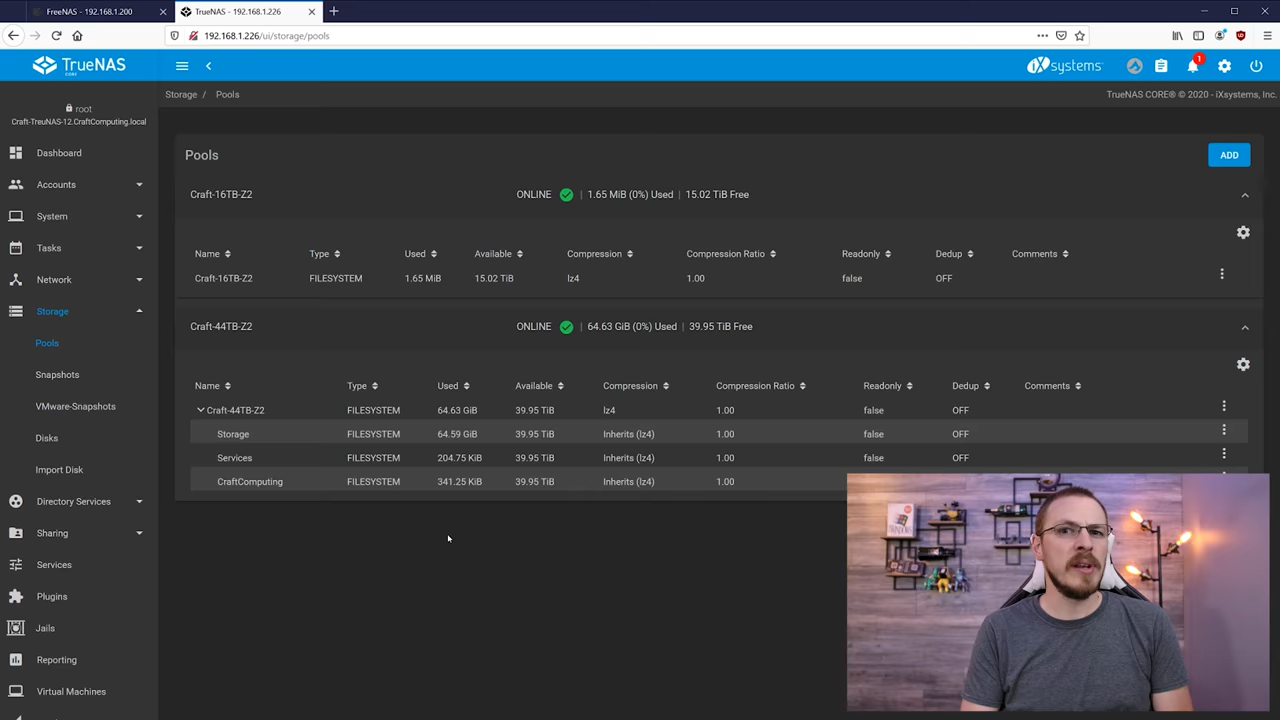 FreeNAS - 192.168.1.200
TrueNAS - 192.168.1.226
192.168.1.226/ui/storage/pools
TrueNAS
CORE
iXsystems
1
root
Craft-TreuNAS-12.CraftComputing.local
Storage / Pools
TrueNAS CORE® © 2020 - iXsystems, Inc.
Dashboard
Accounts
System
Tasks
Network
Storage
Pools
Snapshots
VMware-Snapshots
Disks
Import Disk
Directory Services
Sharing
Services
Plugins
Jails
Reporting
Virtual Machines
Pools
ADD
Craft-16TB-Z2 ONLINE | 1.65 MiB (0%) Used | 15.02 TiB Free
Name Type Used Available Compression Compression Ratio Readonly Dedup Comments
Craft-16TB-Z2 FILESYSTEM 1.65 MiB 15.02 TiB lz4 1.00 false OFF
Craft-44TB-Z2 ONLINE | 64.63 GiB (0%) Used | 39.95 TiB Free
Name Type Used Available Compression Compression Ratio Readonly Dedup Comments
Craft-44TB-Z2 FILESYSTEM 64.63 GiB 39.95 TiB lz4 1.00 false OFF
Storage FILESYSTEM 64.59 GiB 39.95 TiB Inherits (lz4) 1.00 false OFF
Services FILESYSTEM 204.75 KiB 39.95 TiB Inherits (lz4) 1.00 false OFF
CraftComputing FILESYSTEM 341.25 KiB 39.95 TiB Inherits (lz4) 1.00